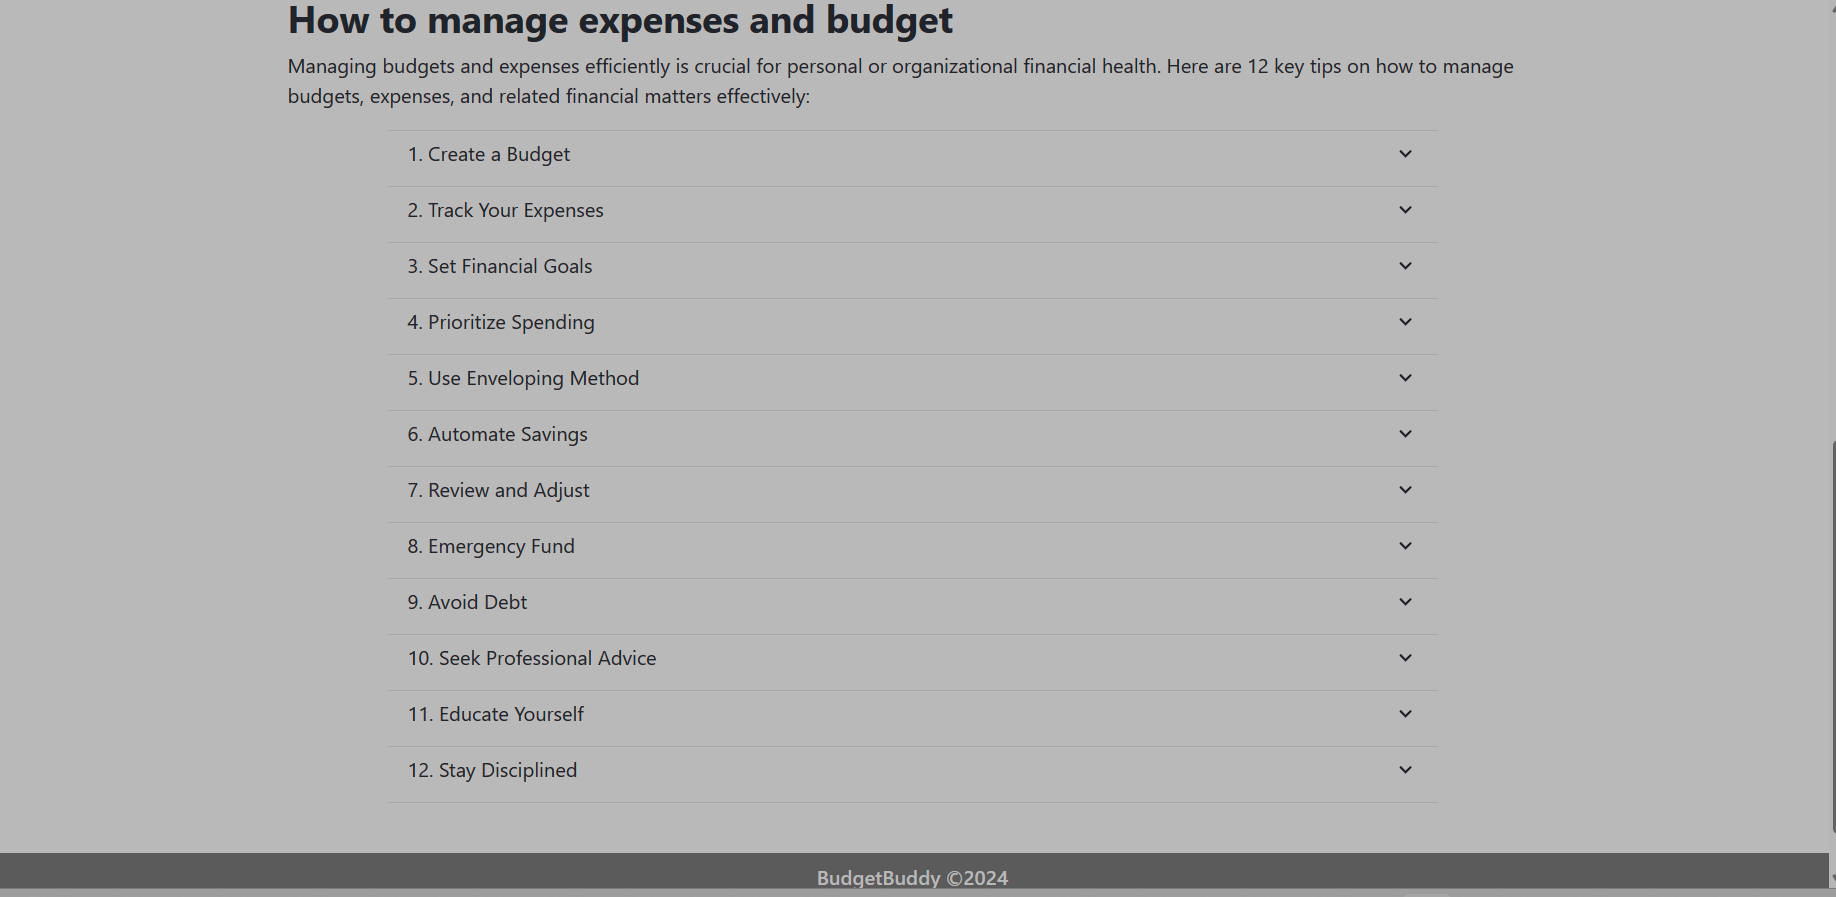 How to manage expenses and budget
Managing budgets and expenses efficiently is crucial for personal or organizational financial health. Here are 12 key tips on how to manage
budgets, expenses, and related financial matters effectively:
1. Create a Budget
2. Track Your Expenses
3. Set Financial Goals
4. Prioritize Spending
5. Use Enveloping Method
6. Automate Savings
7. Review and Adjust
8. Emergency Fund
9. Avoid Debt
10. Seek Professional Advice
11. Educate Yourself
12. Stay Disciplined
BudgetBuddy ©2024